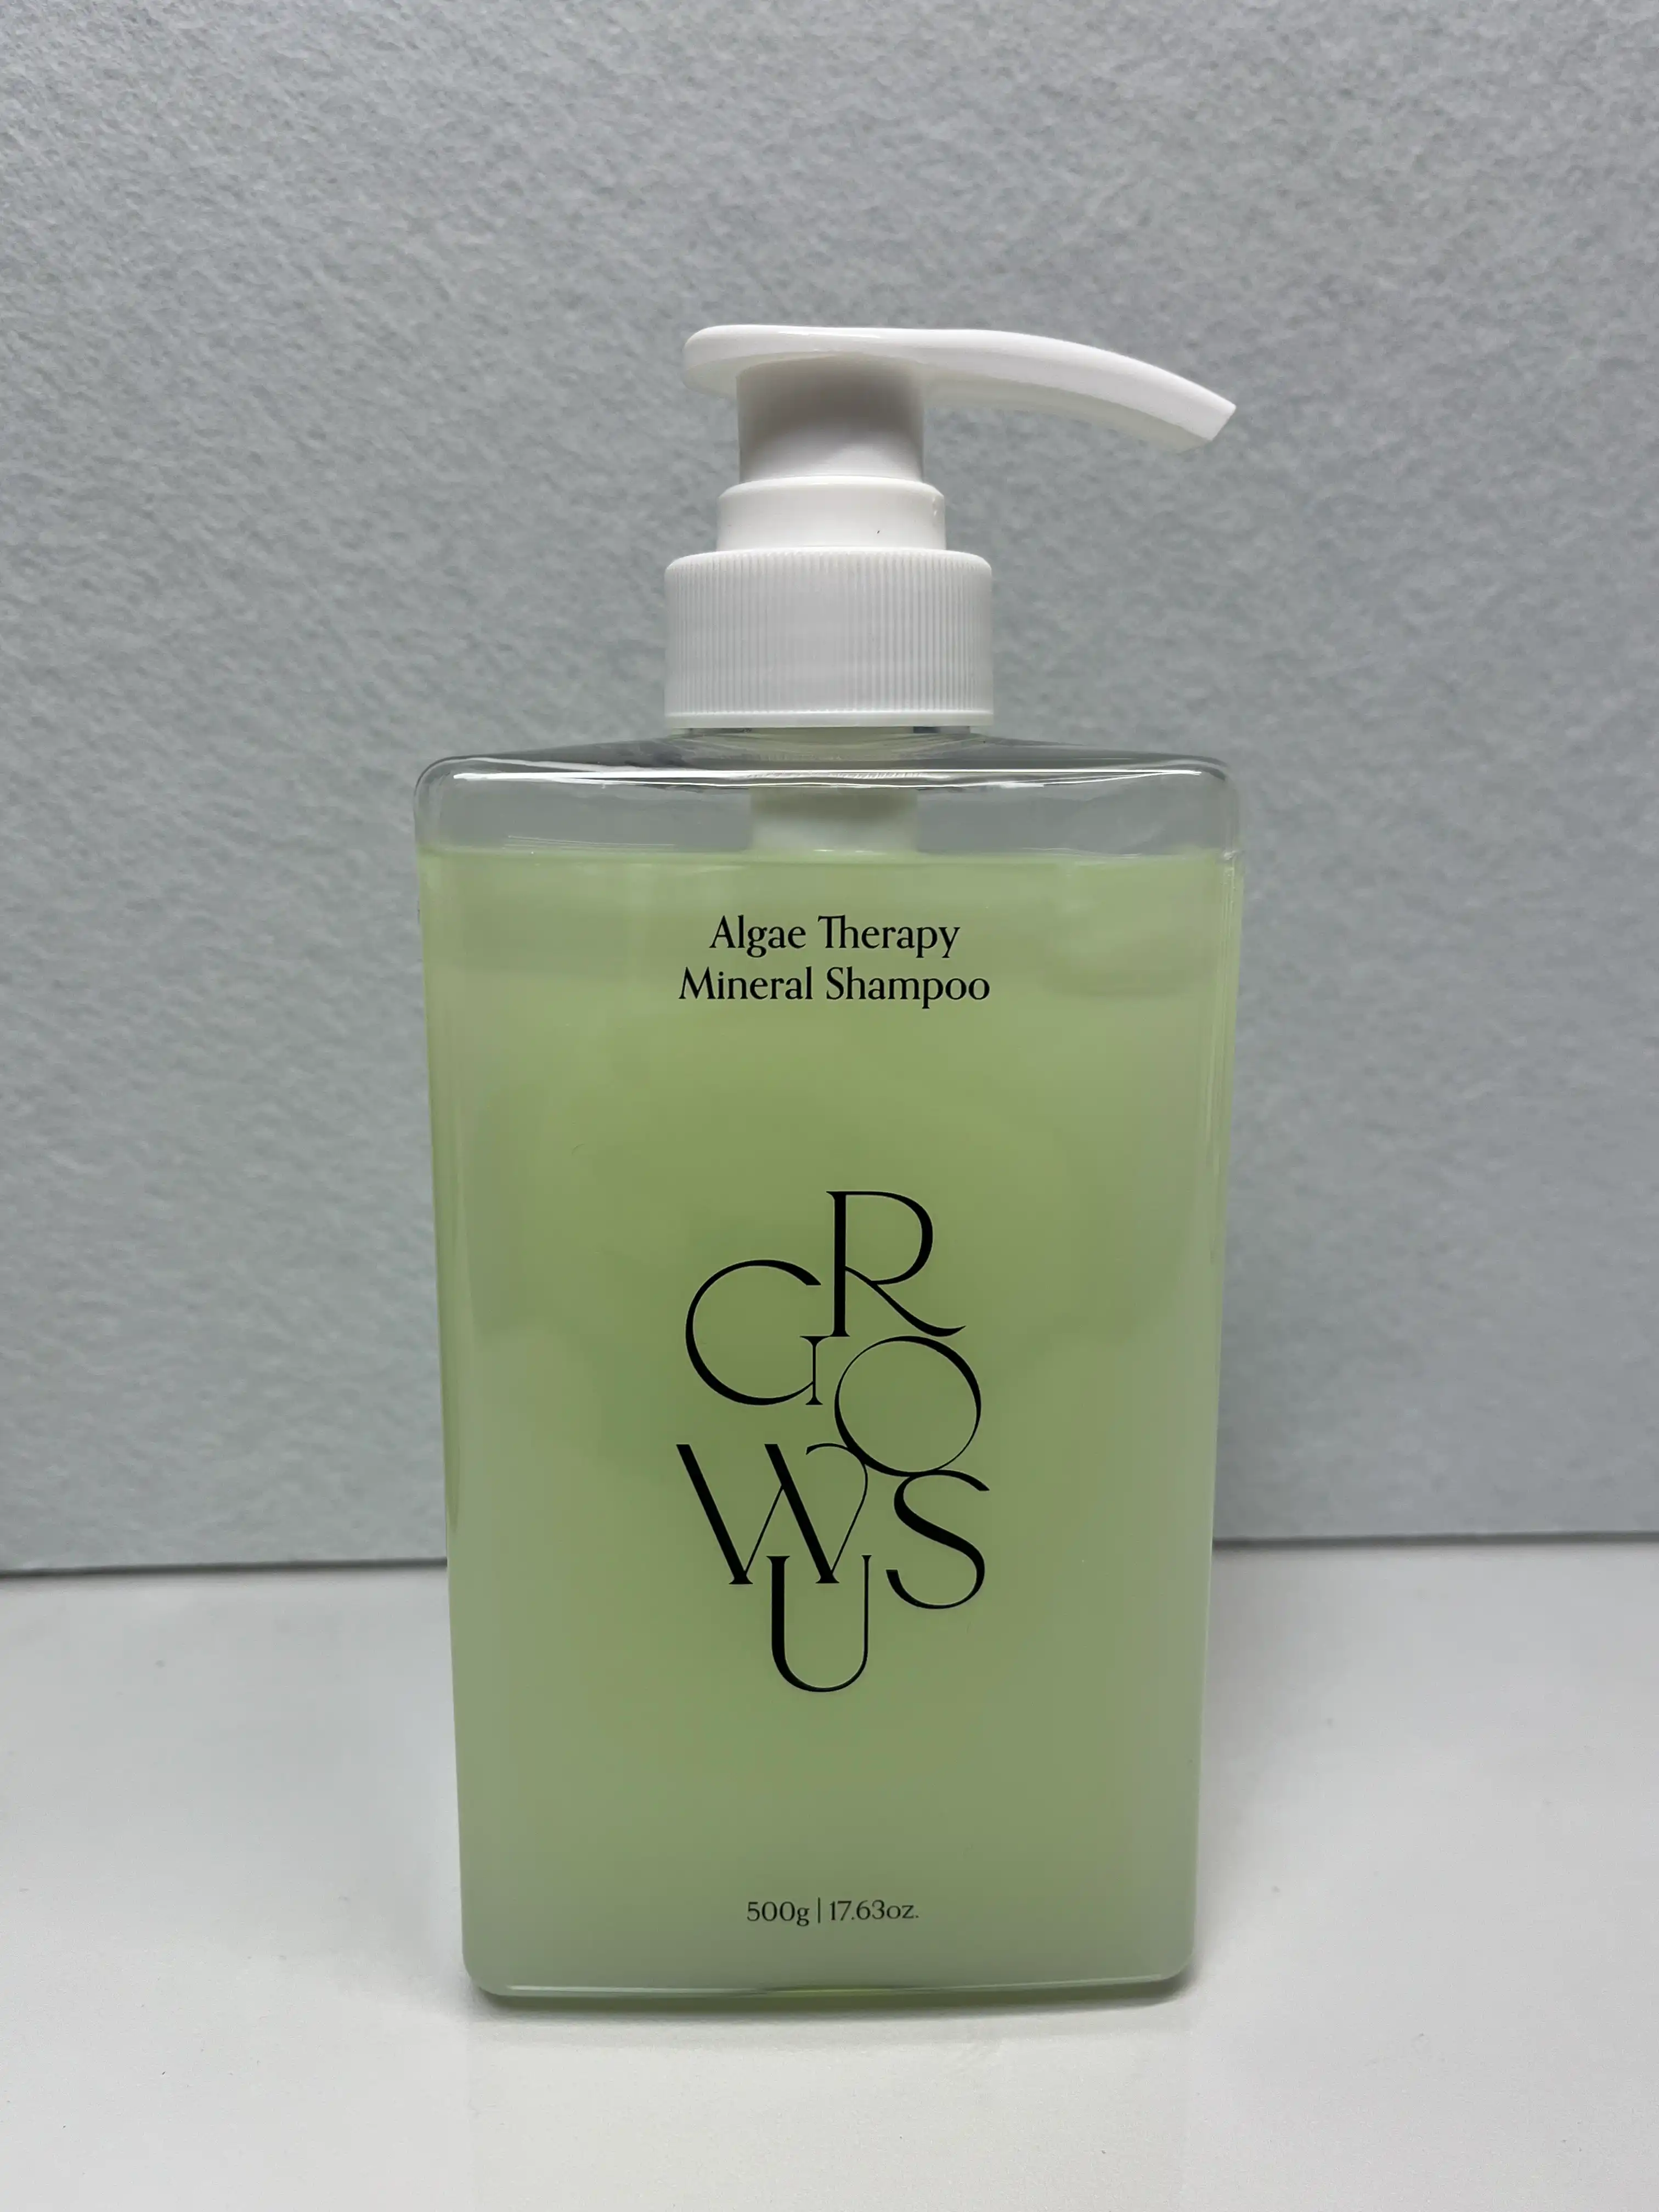 Algae Therapy
Mineral Shampoo
GROWUS
500g | 17.63oz.